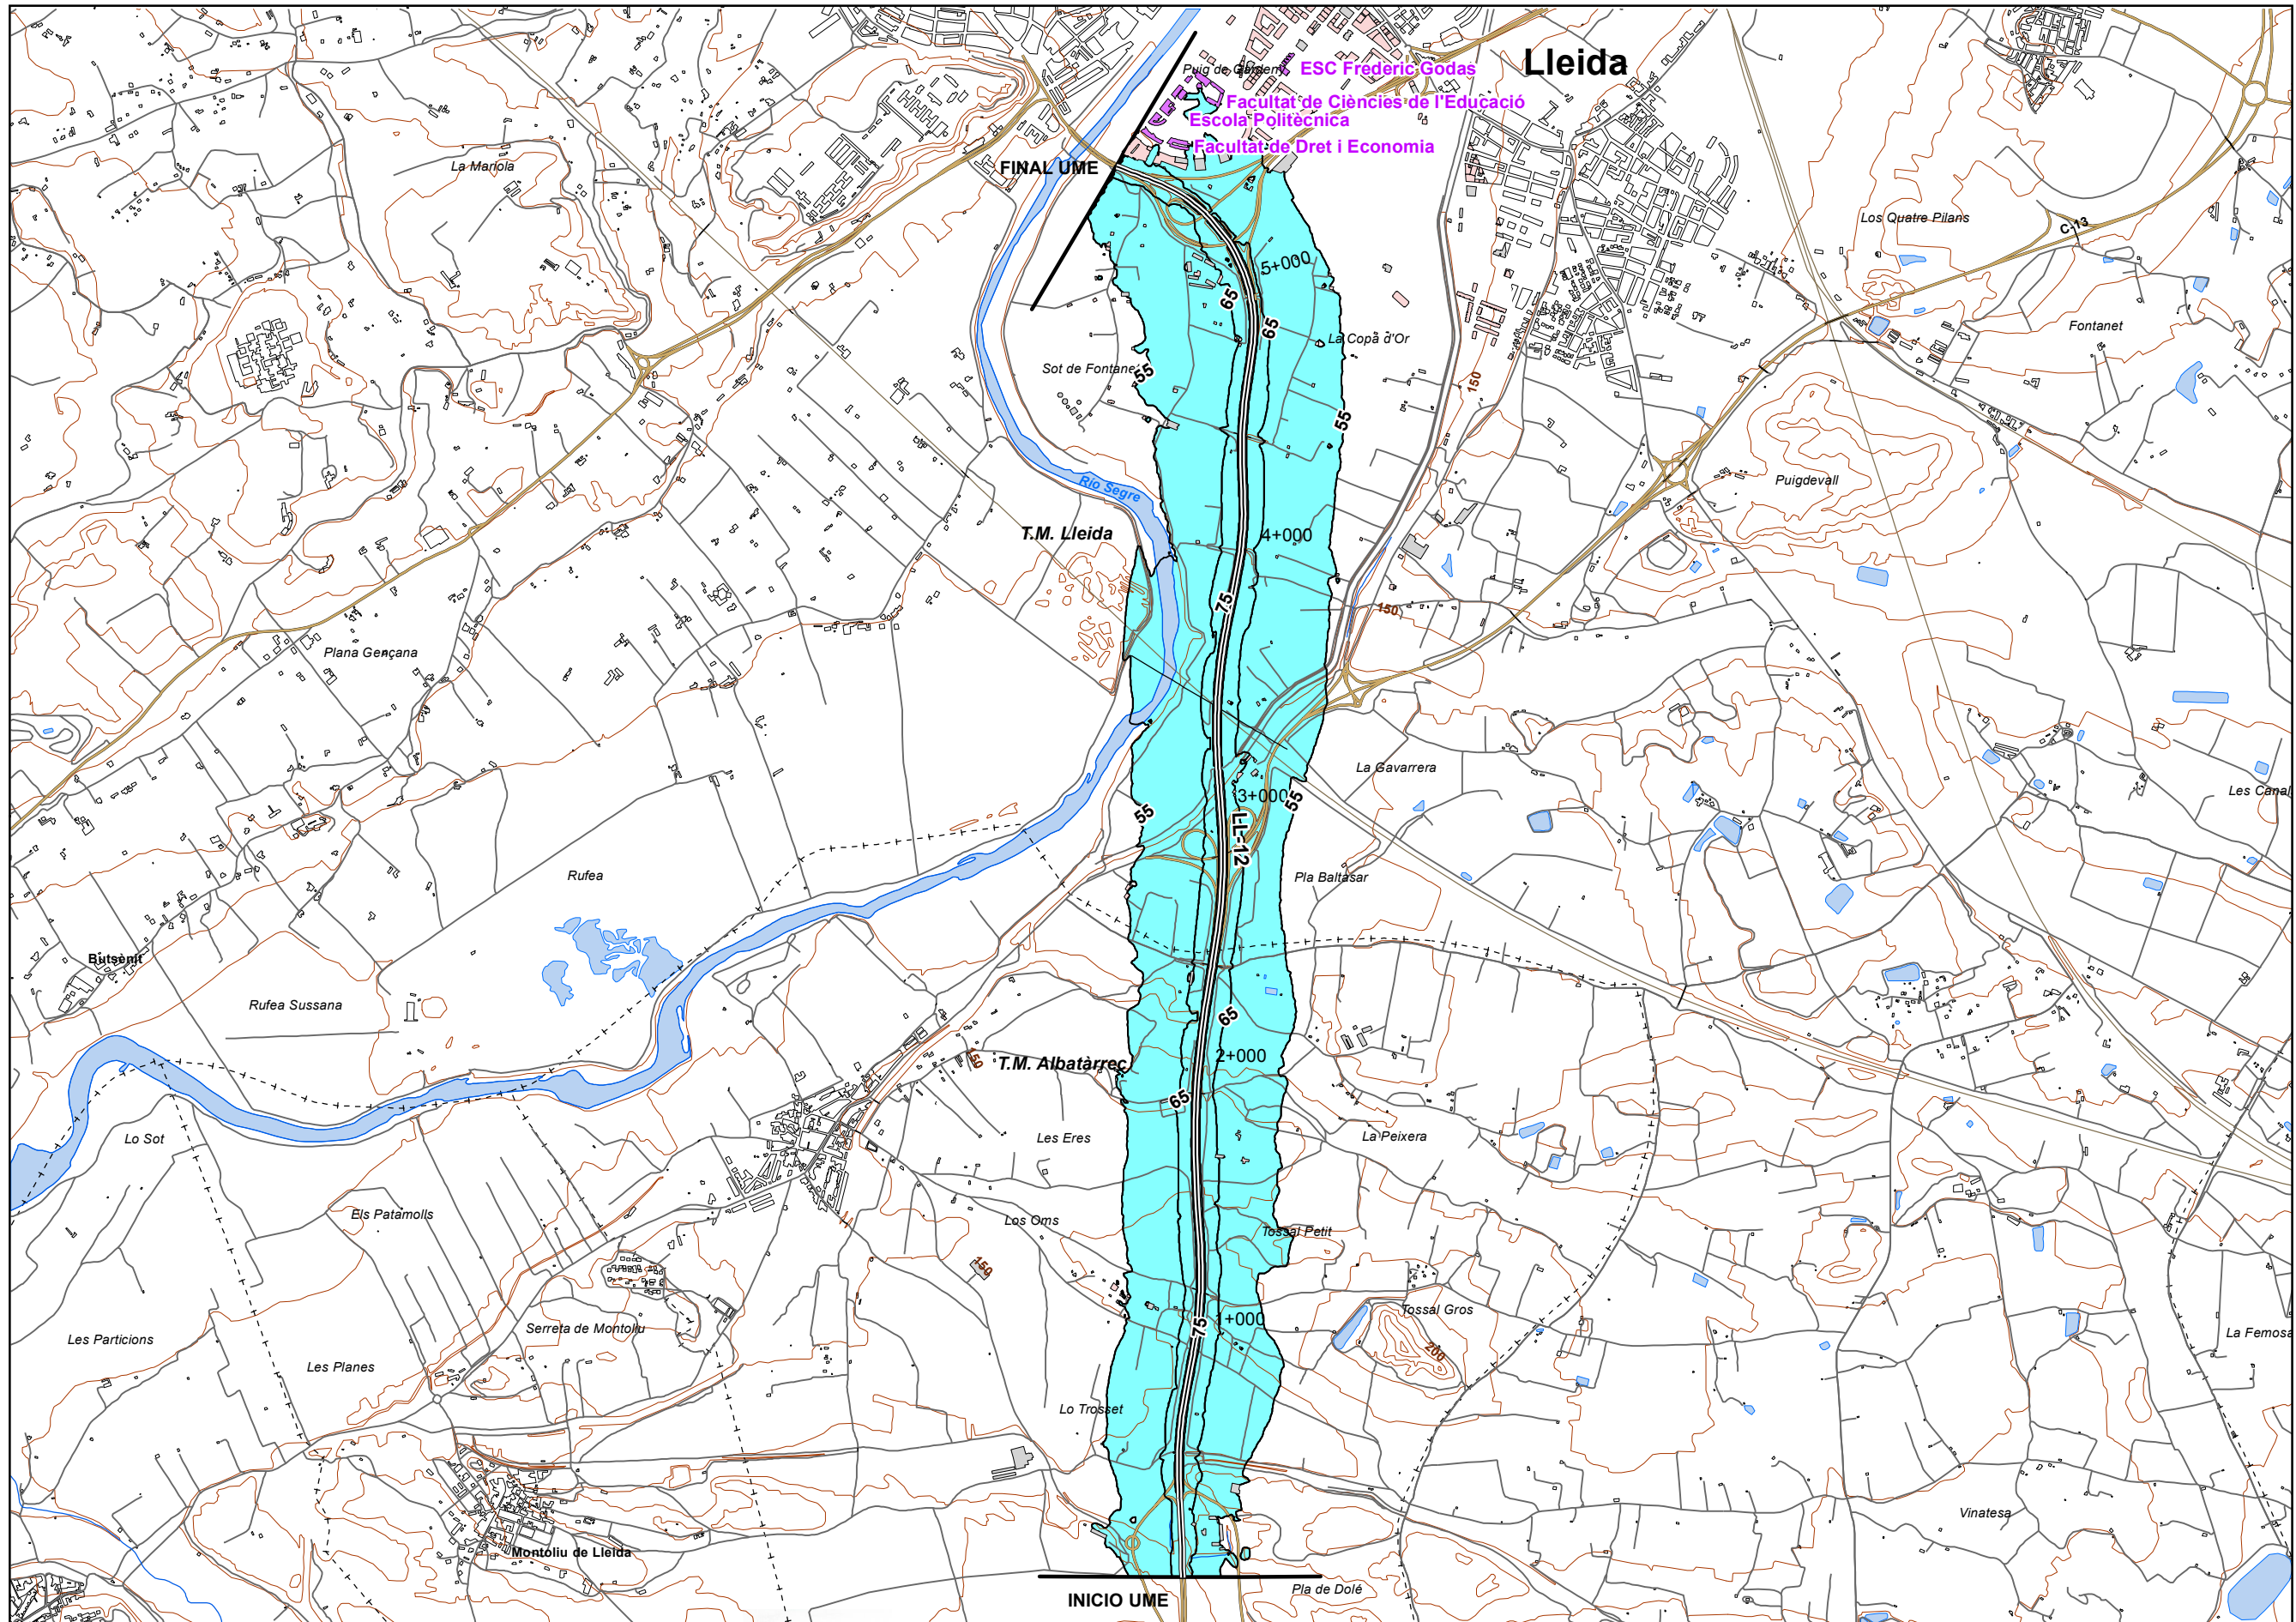 Lleida
Puig de Gardeny
ESC Frederic Godas
Facultat de Ciències de l'Educació
Escola Politècnica
Facultat de Dret i Economia
FINAL UME
La Mariola
Los Quatre Pilans
C-13
5+000
65
65
Fontanet
La Copa d'Or
Sot de Fontanet
55
150
55
Puigdevall
Río Segre
T.M. Lleida
4+000
75
150
Plana Gençana
La Gavarrera
3+000
55
Les Canals
55
LL-12
Rufea
Pla Baltasar
Butsènit
Rufea Sussana
65
2+000
150
T.M. Albatàrrec
65
Lo Sot
Les Eres
La Peixera
Els Patamolls
Los Oms
Tossal Petit
150
Tossal Gros
1+000
75
Serreta de Montoliu
Les Particions
Les Planes
200
La Femosa
Lo Trosset
Vinatesa
Montoliu de Lleida
Pla de Dolé
INICIO UME